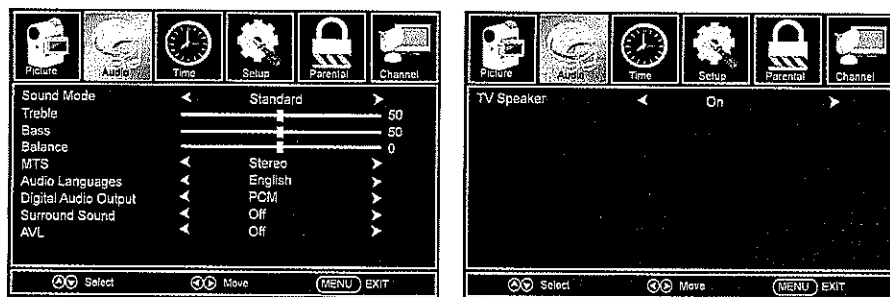 Picture Audio Time Setup Parental Channel
Sound Mode Standard
Treble 50
Bass 50
Balance 0
MTS Stereo
Audio Languages English
Digital Audio Output PCM
Surround Sound Off
AVL Off
Select Move MENU EXIT
Picture Audio Time Setup Parental Channel
TV Speaker On
Select Move MENU EXIT